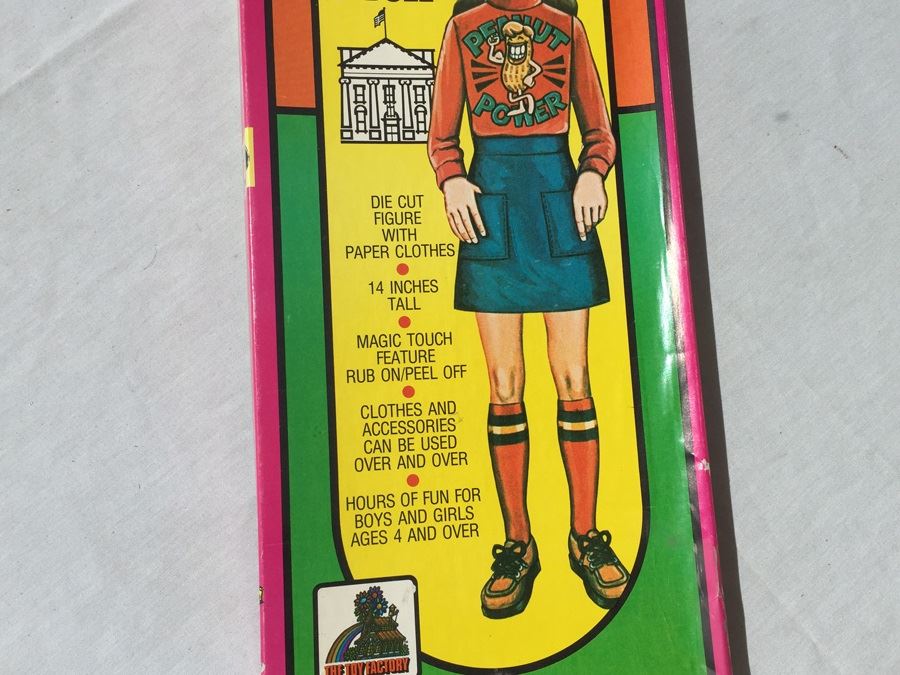 PEANUT
POWER
DIE CUT
FIGURE
WITH
PAPER CLOTHES
14 INCHES
TALL
MAGIC TOUCH
FEATURE
RUB ON/PEEL OFF
CLOTHES AND
ACCESSORIES
CAN BE USED
OVER AND OVER
HOURS OF FUN FOR
BOYS AND GIRLS
AGES 4 AND OVER
THE TOY FACTORY